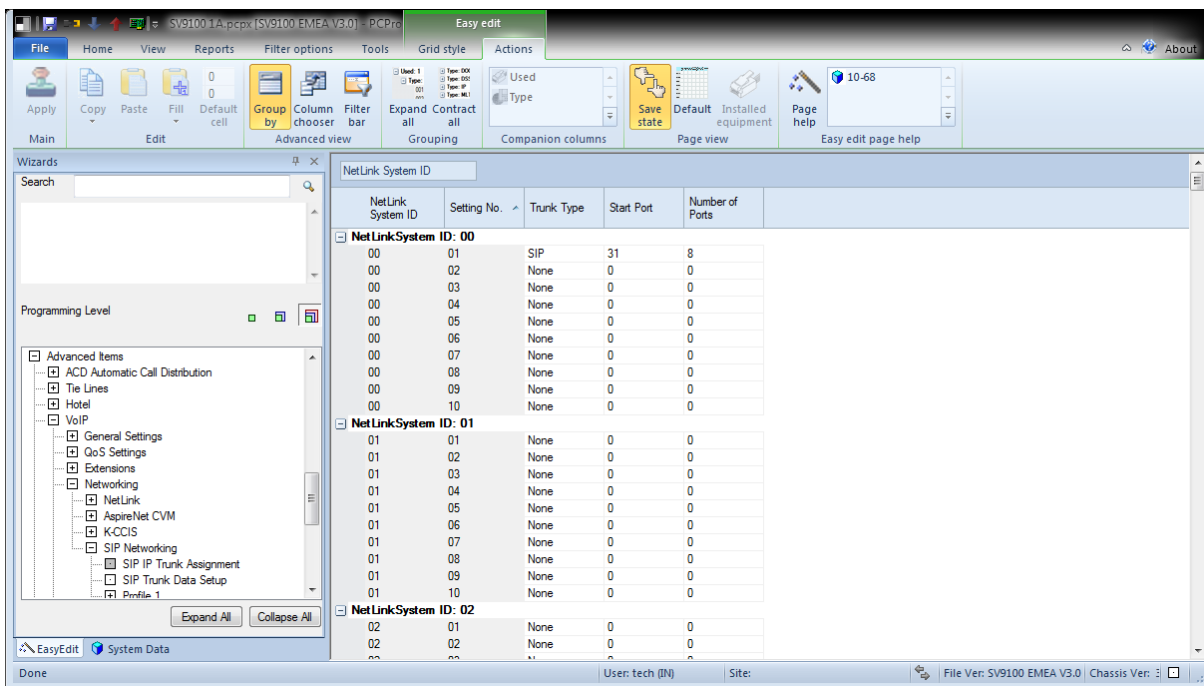 SV9100 1A.pcpx [SV9100 EMEA V3.0] - PCPro
Easy edit
File Home View Reports Filter options Tools Grid style Actions About
Apply Copy Paste Fill Default cell 0 0
Group by Column chooser Filter bar Expand all Contract all
Used Type
Save state Default Installed equipment Page help 10-68
Main Edit Advanced view Grouping Companion columns Page view Easy edit page help
Wizards
Search
Programming Level
Advanced Items
ACD Automatic Call Distribution
Tie Lines
Hotel
VoIP
General Settings
QoS Settings
Extensions
Networking
NetLink
AspireNet CVM
K-CCIS
SIP Networking
SIP IP Trunk Assignment
SIP Trunk Data Setup
Profile 1
Expand All Collapse All
EasyEdit System Data
NetLink System ID
NetLink System ID Setting No. Trunk Type Start Port Number of Ports
NetLinkSystem ID: 00
00 01 SIP 31 8
00 02 None 0 0
00 03 None 0 0
00 04 None 0 0
00 05 None 0 0
00 06 None 0 0
00 07 None 0 0
00 08 None 0 0
00 09 None 0 0
00 10 None 0 0
NetLinkSystem ID: 01
01 01 None 0 0
01 02 None 0 0
01 03 None 0 0
01 04 None 0 0
01 05 None 0 0
01 06 None 0 0
01 07 None 0 0
01 08 None 0 0
01 09 None 0 0
01 10 None 0 0
NetLinkSystem ID: 02
02 01 None 0 0
02 02 None 0 0
Done User: tech (IN) Site: File Ver: SV9100 EMEA V3.0 Chassis Ver: